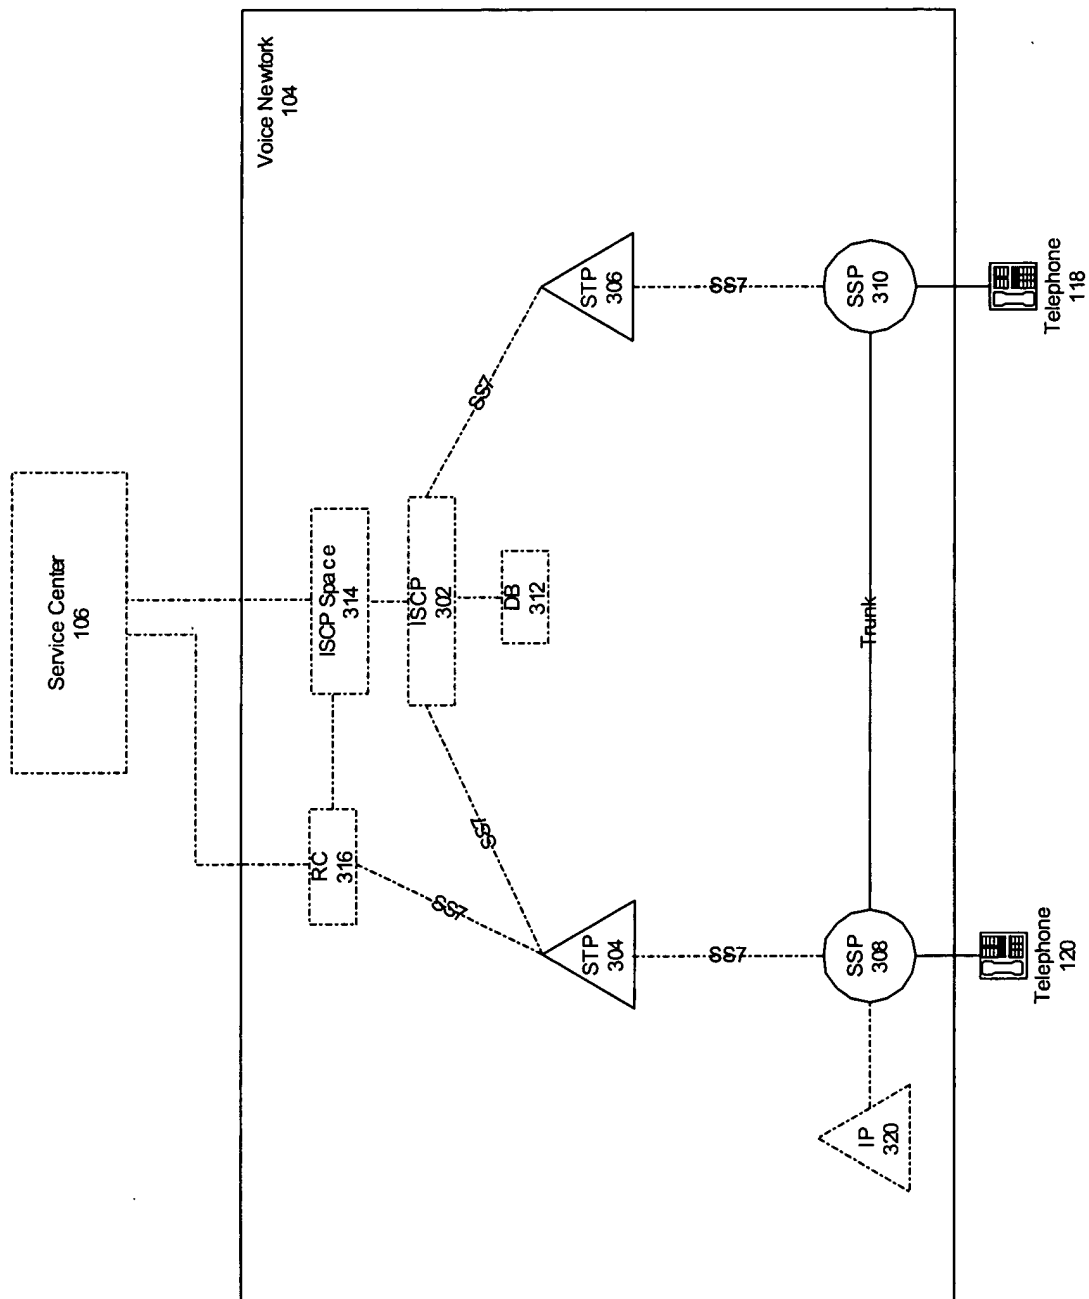 Service Center
106
Voice Newtork
104
ISCP Space
314
RC
316
ISCP
302
DB
312
SS7
SS7
SS7
STP
304
STP
306
SS7
SS7
SSP
308
SSP
310
Trunk
IP
320
Telephone
120
Telephone
118